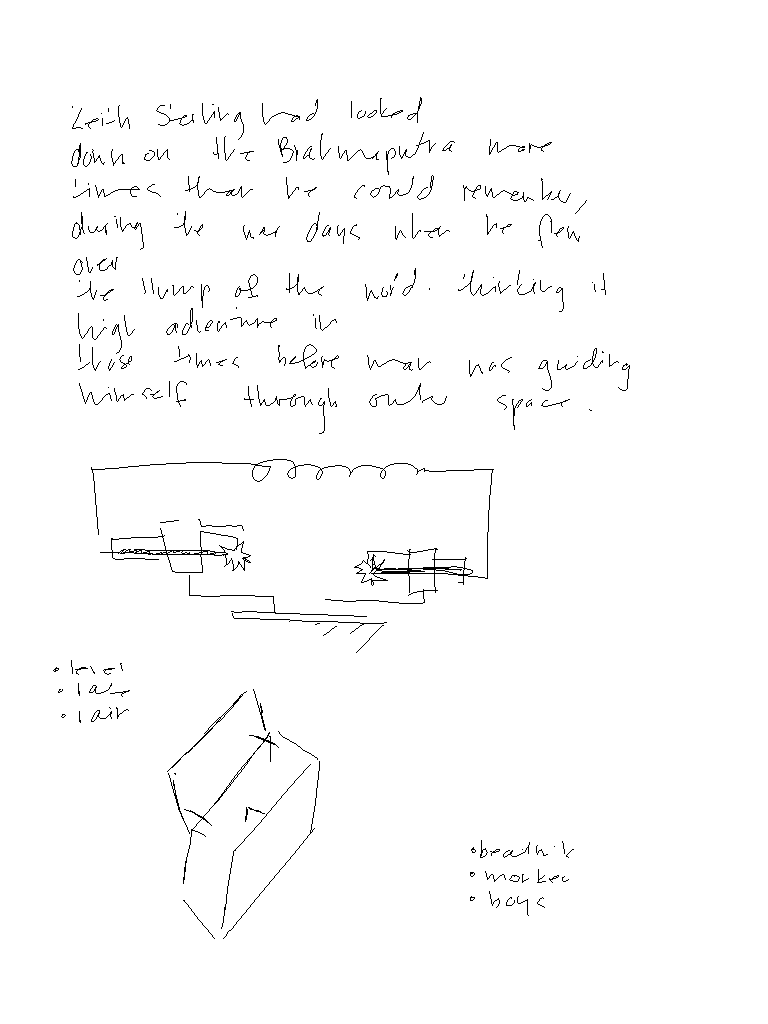 Keith Sterling had looked
down on the Brahmaputra more
times than he could remember,
during the war days when he flew
over
the Hump of the world. thinking it
high adventure in
those times before man was guiding
himself through outer space.
• level
• rain
• beatnik
• market
• boys